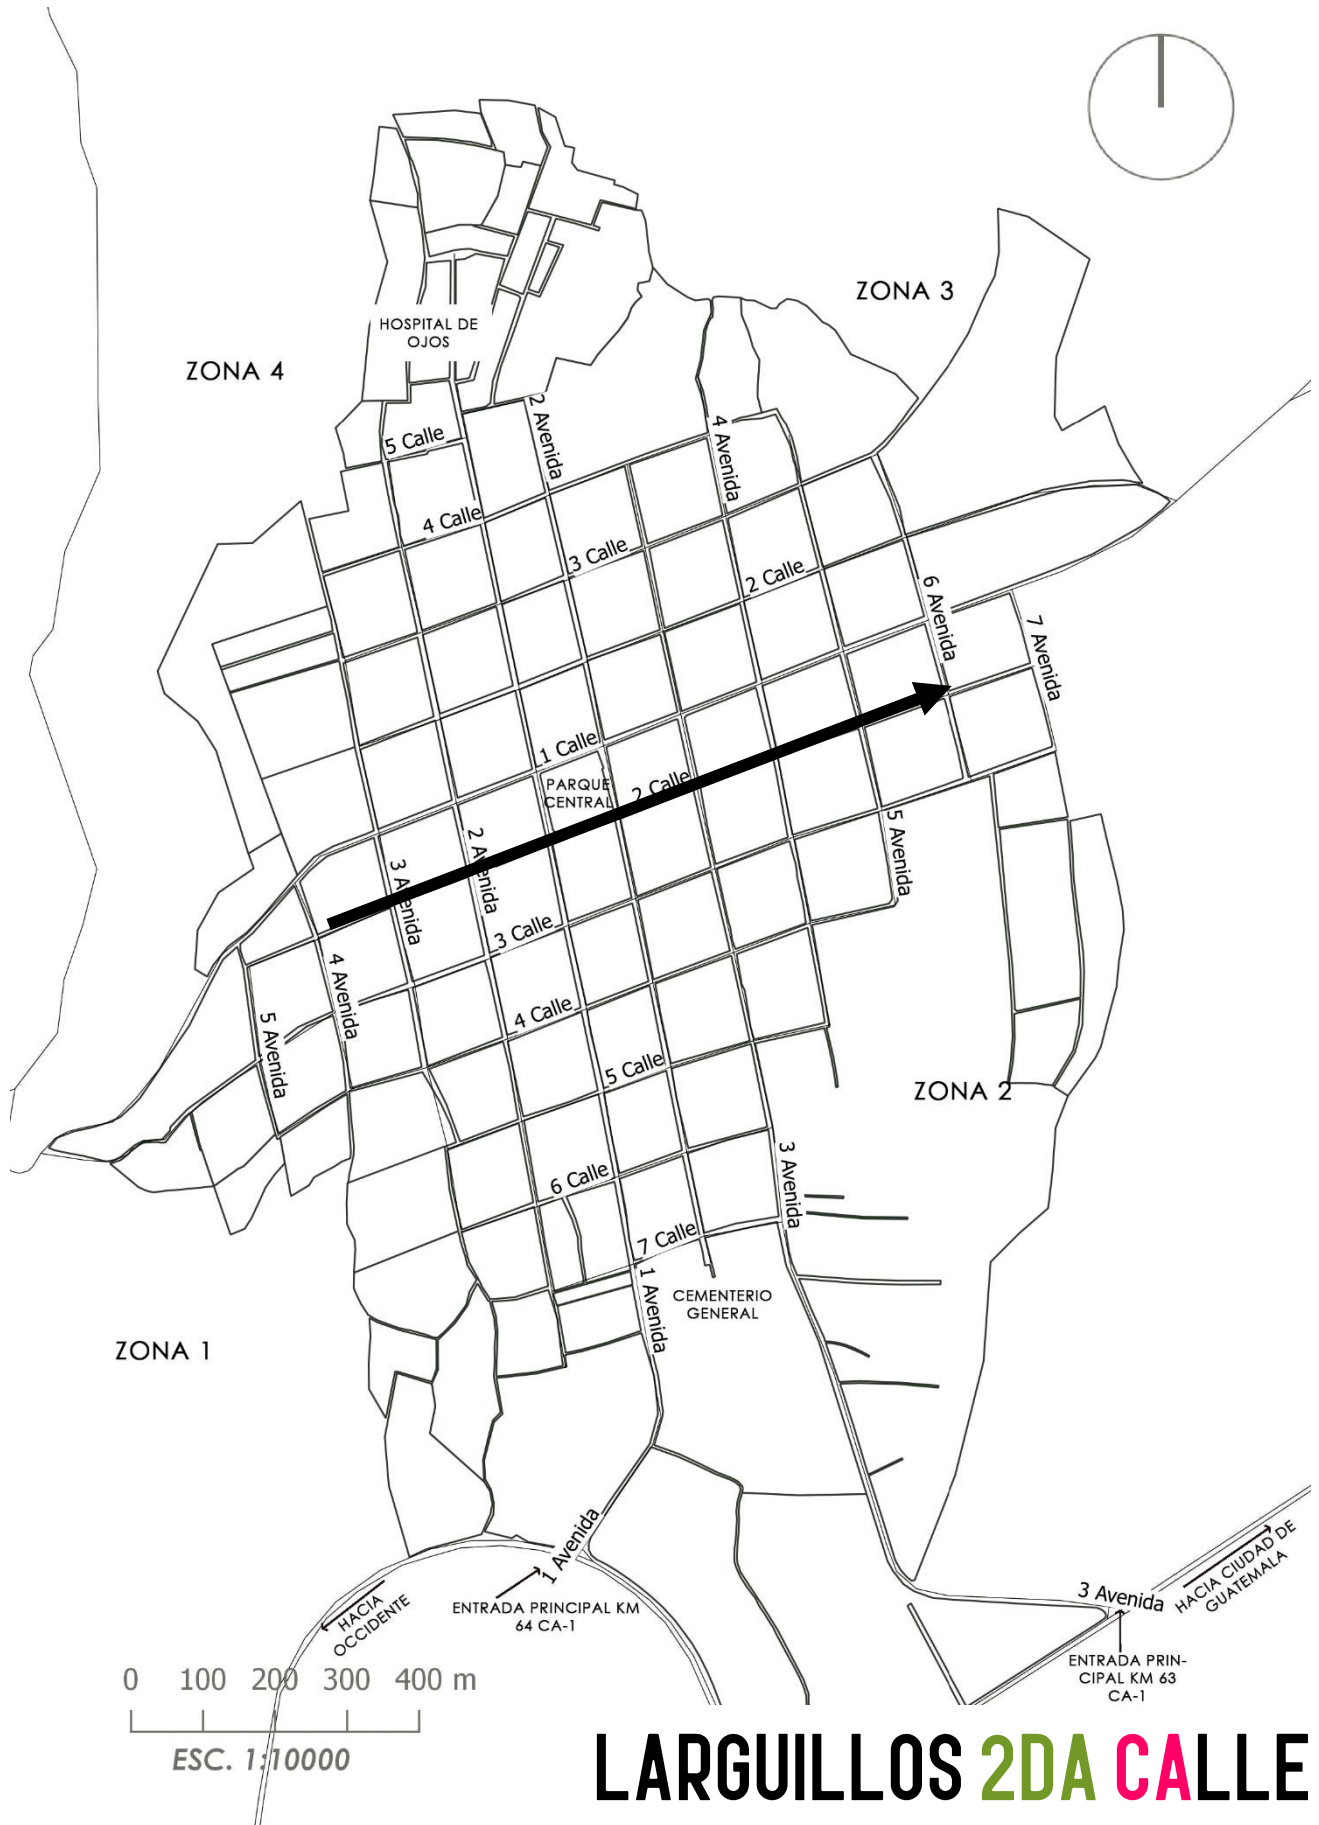 ZONA 3
HOSPITAL DE
OJOS
ZONA 4
2 Avenida
5 Calle
4 Avenida
4 Calle
3 Calle
2 Calle
6 Avenida
7 Avenida
1 Calle
PARQUE
CENTRAL
2 Calle
5 Avenida
2 Avenida
3 Avenida
3 Calle
4 Avenida
4 Calle
5 Avenida
5 Calle
ZONA 2
6 Calle
3 Avenida
7 Calle
1 Avenida
CEMENTERIO
GENERAL
ZONA 1
1 Avenida
HACIA
OCCIDENTE
ENTRADA PRINCIPAL KM
64 CA-1
3 Avenida
HACIA CIUDAD DE
GUATEMALA
ENTRADA PRIN-
CIPAL KM 63
CA-1
0 100 200 300 400 m
ESC. 1:10000
LARGUILLOS 2DA CALLE